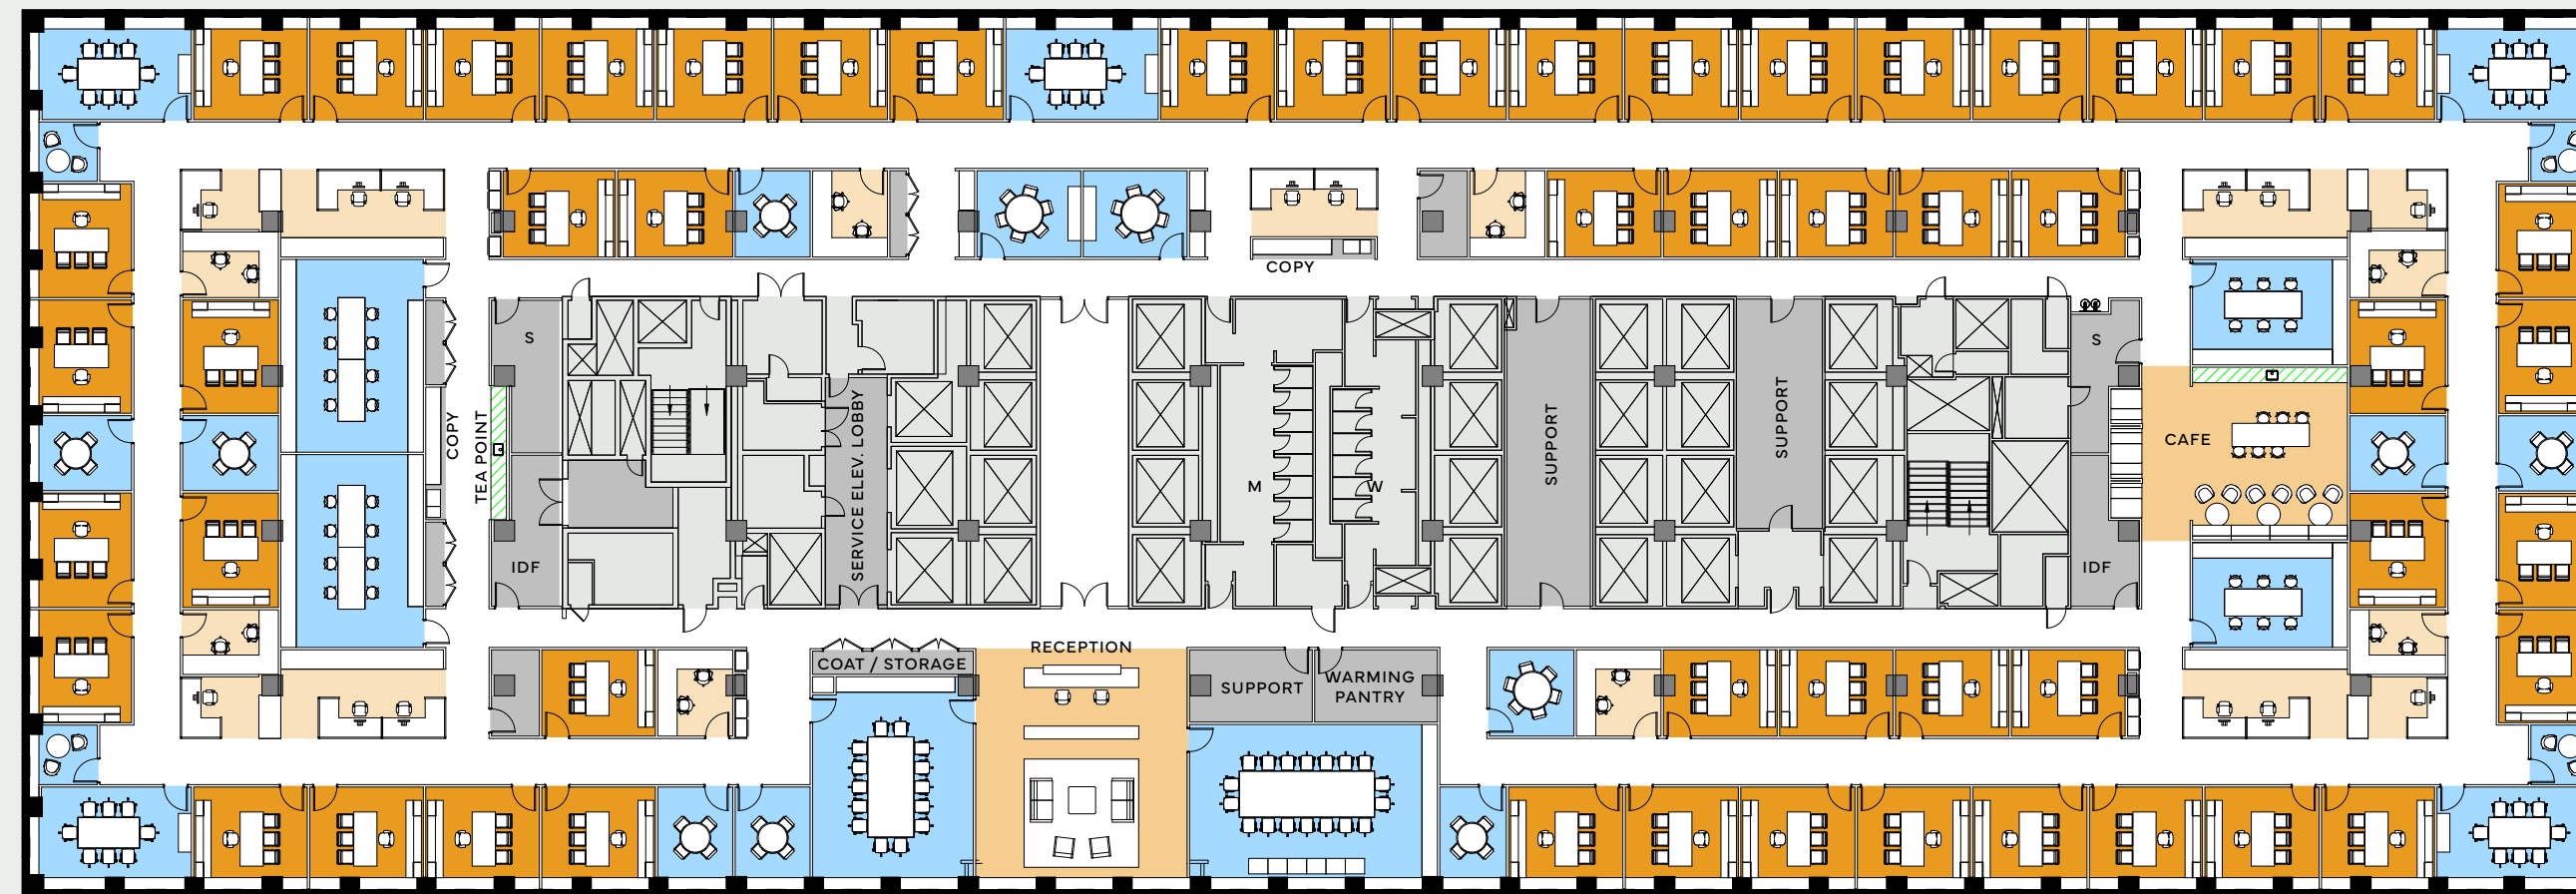 COPY
S
S
COPY
TEA POINT
SERVICE ELEV. LOBBY
M
W
SUPPORT
SUPPORT
CAFE
IDF
IDF
RECEPTION
COAT / STORAGE
SUPPORT
WARMING
PANTRY